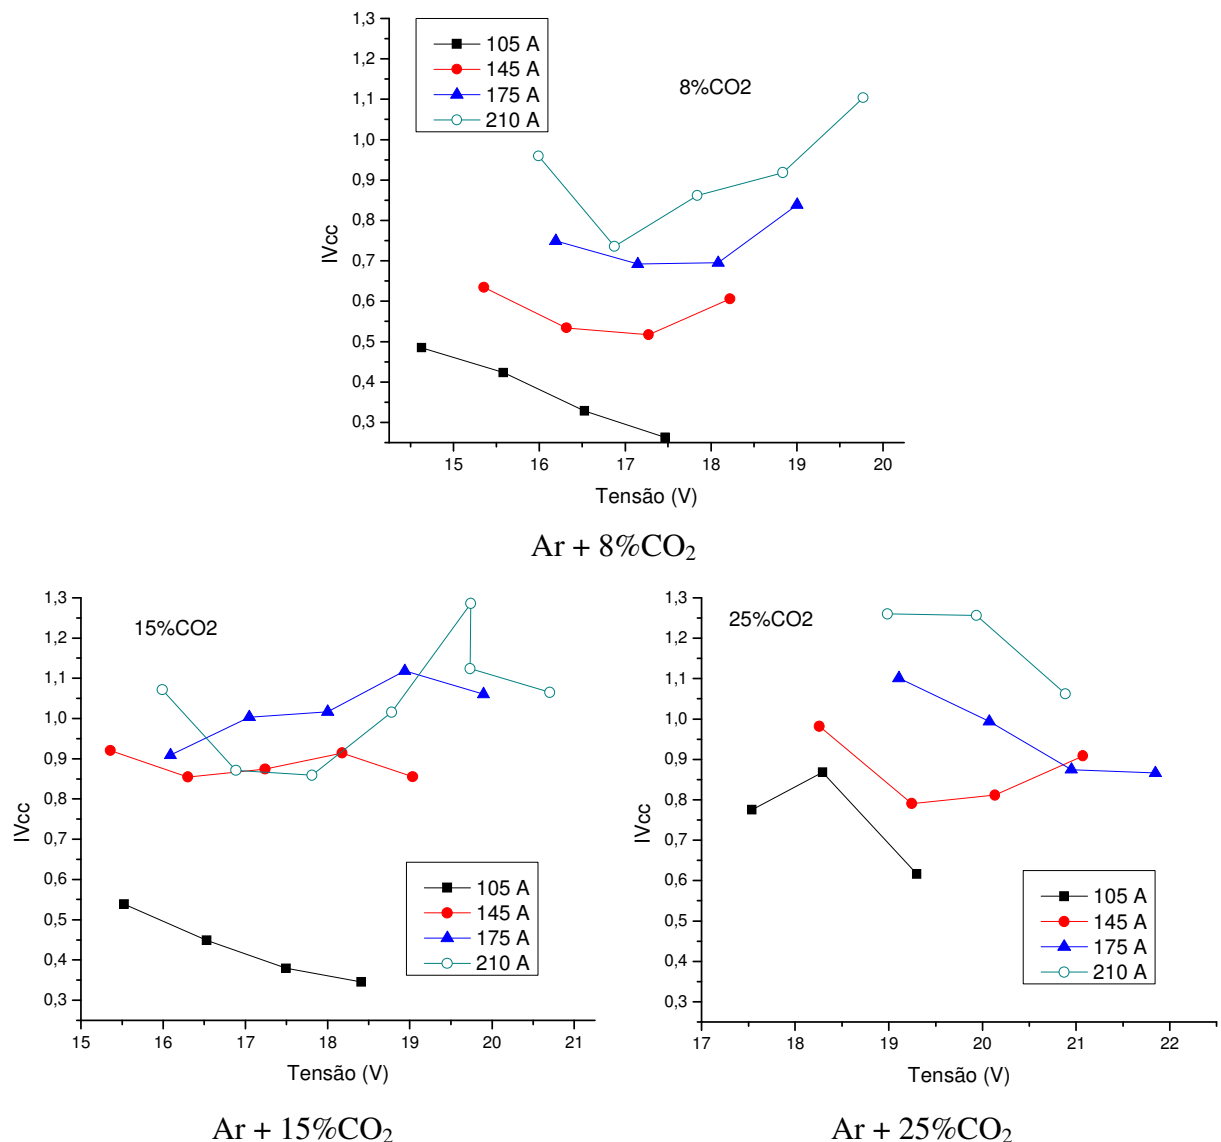 1,3
1,2
1,1
1,0
0,9
0,8
0,7
0,6
0,5
0,4
0,3
IVcc
105 A
145 A
175 A
210 A
8%CO2
15 16 17 18 19 20
Tensão (V)
Ar + 8%CO₂
1,3
1,2
1,1
1,0
0,9
0,8
0,7
0,6
0,5
0,4
0,3
IVcc
15%CO2
105 A
145 A
175 A
210 A
15 16 17 18 19 20 21
Tensão (V)
Ar + 15%CO₂
1,3
1,2
1,1
1,0
0,9
0,8
0,7
0,6
0,5
0,4
0,3
IVcc
25%CO2
105 A
145 A
175 A
210 A
17 18 19 20 21 22
Tensão (V)
Ar + 25%CO₂